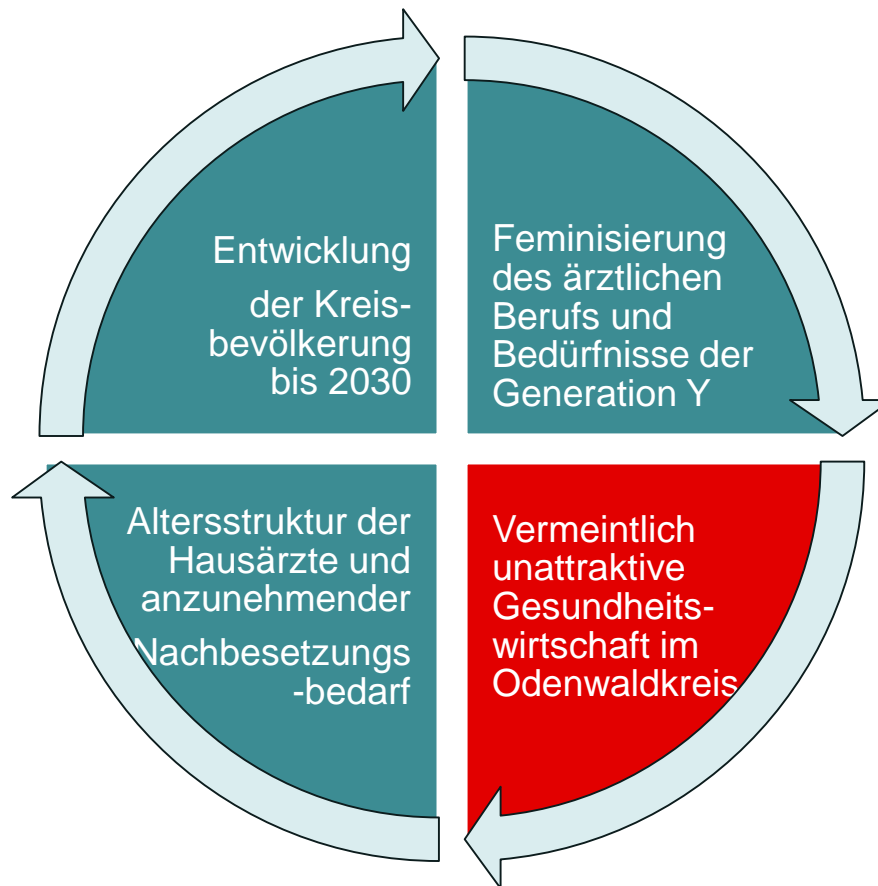 Entwicklung
der Kreis-
bevölkerung
bis 2030
Feminisierung
des ärztlichen
Berufs und
Bedürfnisse der
Generation Y
Altersstruktur der
Hausärzte und
anzunehmender
Nachbesetzungs
-bedarf
Vermeintlich
unattraktive
Gesundheits-
wirtschaft im
Odenwaldkreis